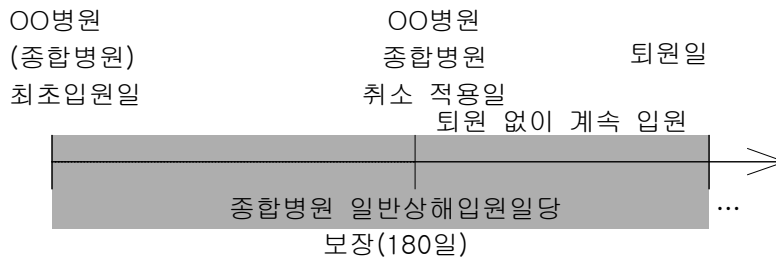 OO병원
(종합병원)
최초입원일
OO병원
종합병원
취소 적용일
퇴원일
퇴원 없이 계속 입원
종합병원 일반상해입원일당
보장(180일)
…